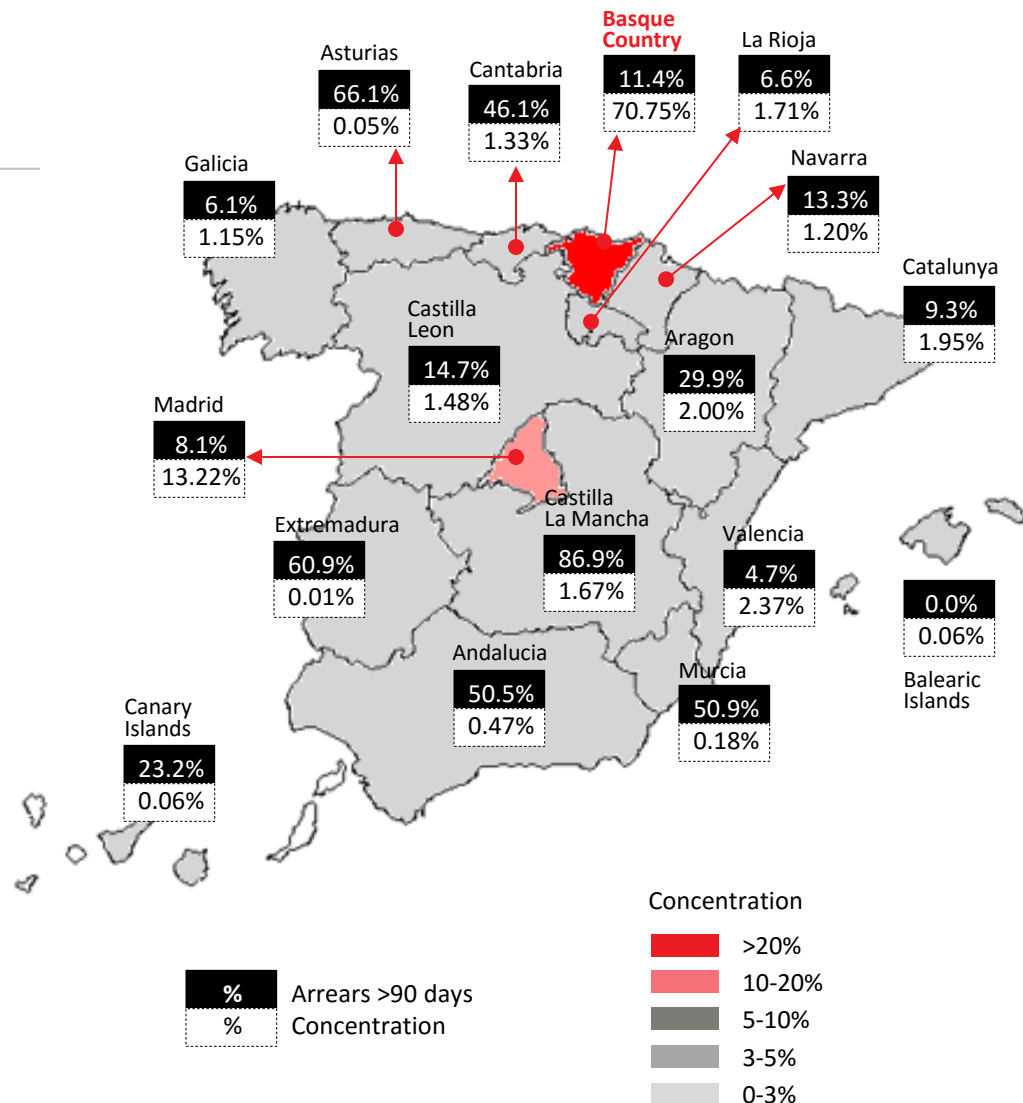 Basque
Country
11.4%
70.75%
La Rioja
6.6%
1.71%
Asturias
66.1%
0.05%
Cantabria
46.1%
1.33%
Navarra
13.3%
1.20%
Galicia
6.1%
1.15%
Catalunya
9.3%
1.95%
Castilla
Leon
14.7%
1.48%
Aragon
29.9%
2.00%
Madrid
8.1%
13.22%
Castilla
La Mancha
86.9%
1.67%
Extremadura
60.9%
0.01%
Valencia
4.7%
2.37%
0.0%
0.06%
Balearic
Islands
Andalucia
50.5%
0.47%
Murcia
50.9%
0.18%
Canary
Islands
23.2%
0.06%
Concentration
>20%
10-20%
5-10%
3-5%
0-3%
% Arrears >90 days
% Concentration